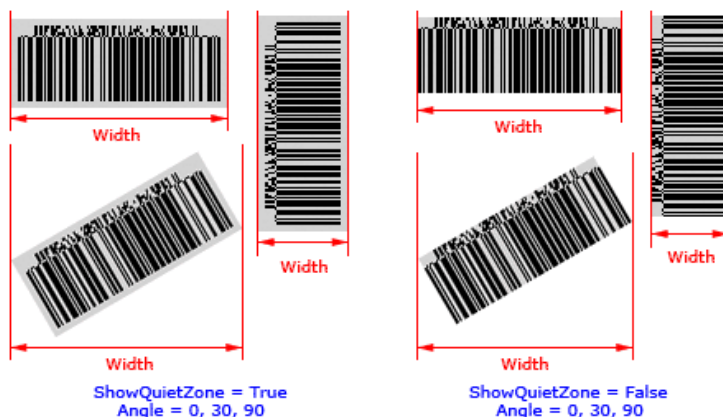 Width
Width
Width
Width
Width
Width
ShowQuietZone = True
Angle = 0, 30, 90
ShowQuietZone = False
Angle = 0, 30, 90